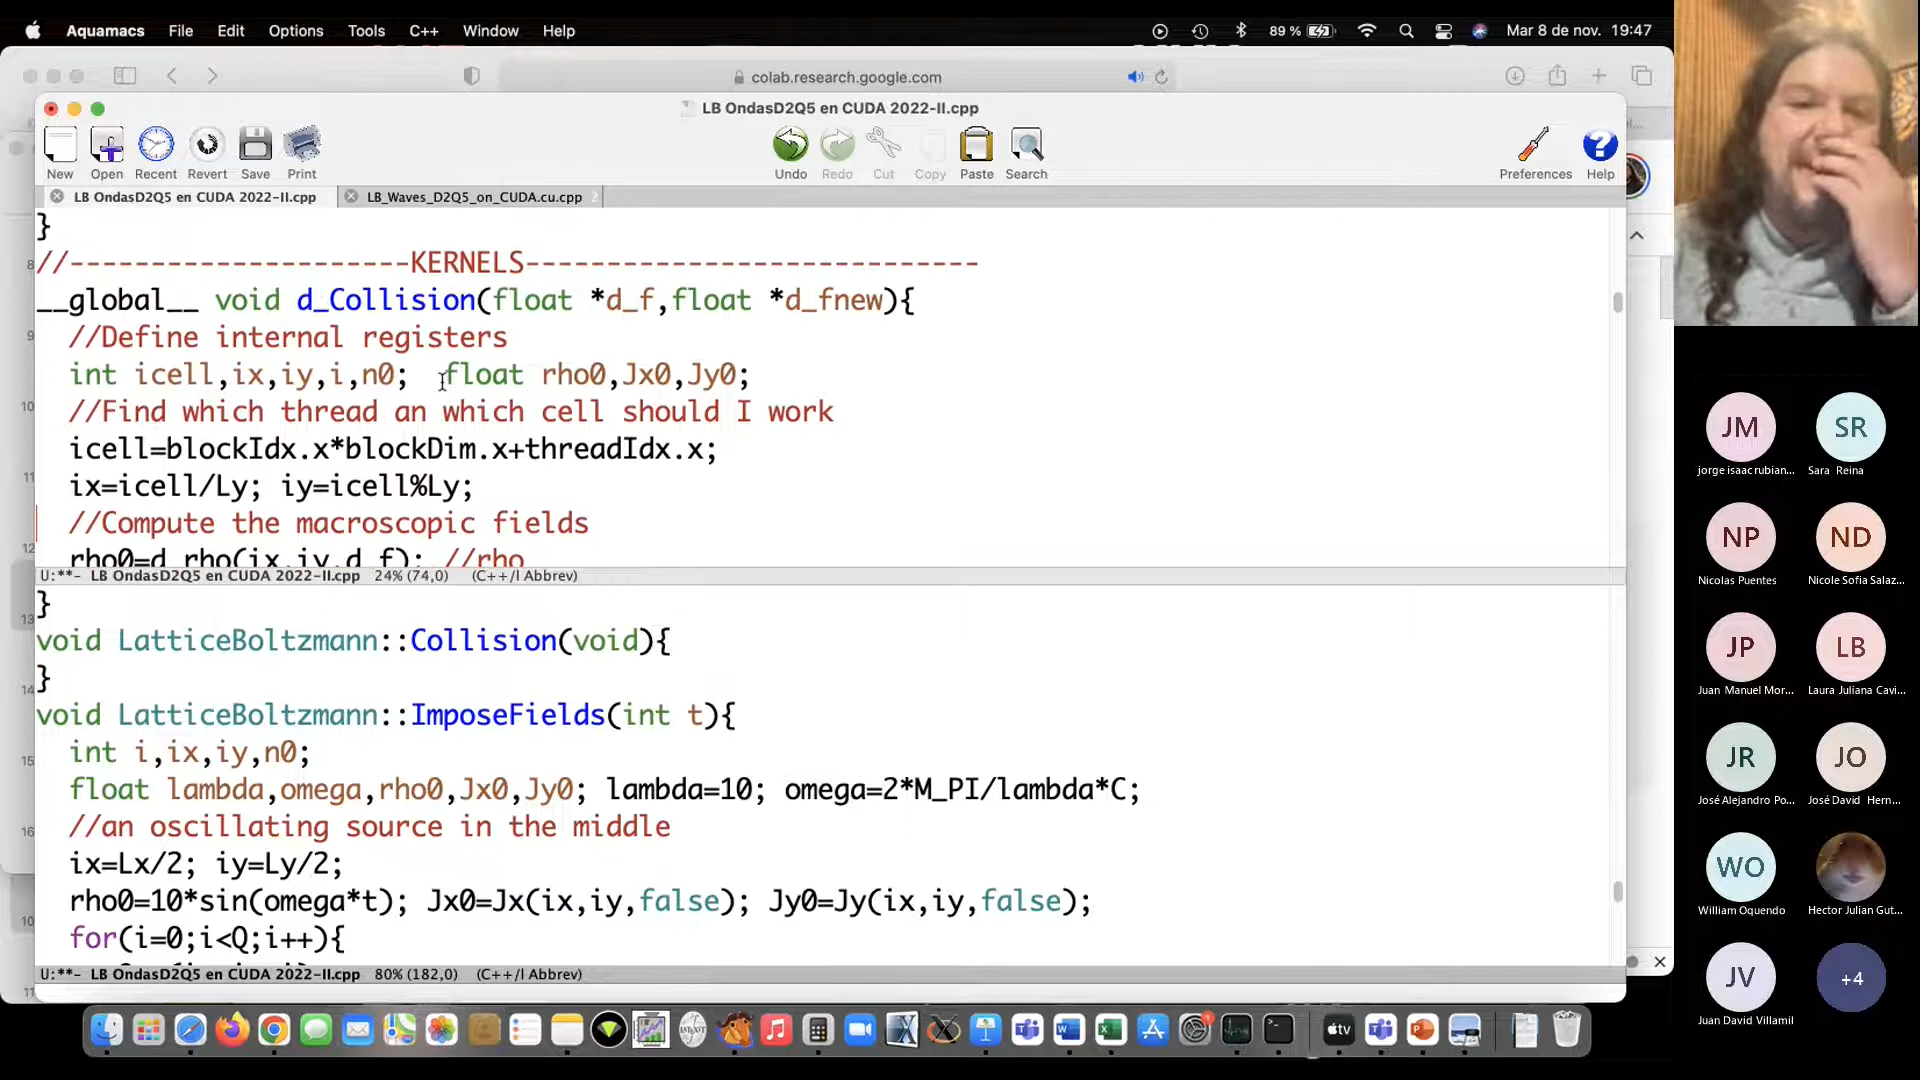 Aquamacs File Edit Options Tools C++ Window Help 89 % Mar 8 de nov. 19:47
colab.research.google.com
LB OndasD2Q5 en CUDA 2022-II.cpp
New Open Recent Revert Save Print Undo Redo Cut Copy Paste Search Preferences Help
LB OndasD2Q5 en CUDA 2022-II.cpp LB_Waves_D2Q5_on_CUDA.cu.cpp 2
}
//---------------------KERNELS----------------------------
__global__ void d_Collision(float *d_f,float *d_fnew){
//Define internal registers
int icell,ix,iy,i,n0; float rho0,Jx0,Jy0;
//Find which thread an which cell should I work
icell=blockIdx.x*blockDim.x+threadIdx.x;
ix=icell/Ly; iy=icell%Ly;
//Compute the macroscopic fields
rho0=d_rho(ix,iy,d_f); //rho
U:**- LB OndasD2Q5 en CUDA 2022-II.cpp 24% (74,0) (C++/l Abbrev)
}
void LatticeBoltzmann::Collision(void){
}
void LatticeBoltzmann::ImposeFields(int t){
int i,ix,iy,n0;
float lambda,omega,rho0,Jx0,Jy0; lambda=10; omega=2*M_PI/lambda*C;
//an oscillating source in the middle
ix=Lx/2; iy=Ly/2;
rho0=10*sin(omega*t); Jx0=Jx(ix,iy,false); Jy0=Jy(ix,iy,false);
for(i=0;i<Q;i++){
U:**- LB OndasD2Q5 en CUDA 2022-II.cpp 80% (182,0) (C++/l Abbrev)
tv
JM SR
jorge isaac rubian... Sara Reina
NP ND
Nicolas Puentes Nicole Sofia Salaz...
JP LB
Juan Manuel Mor... Laura Juliana Cavi...
JR JO
José Alejandro Po... José David Hern...
WO
William Oquendo Hector Julian Gut...
JV +4
Juan David Villamil